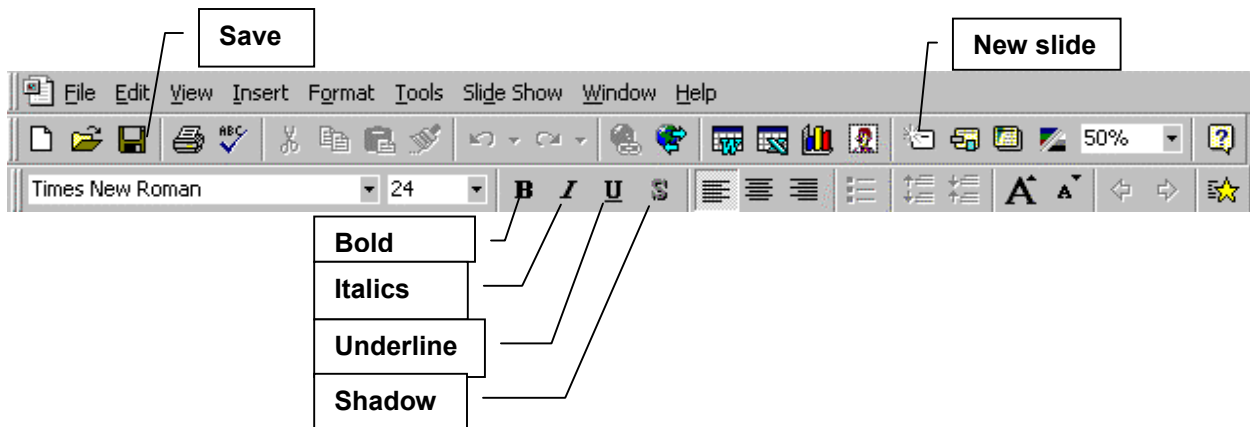 Save
New slide
File Edit View Insert Format Tools Slide Show Window Help
ABC 50% ?
Times New Roman 24 B I U S A A
Bold
Italics
Underline
Shadow